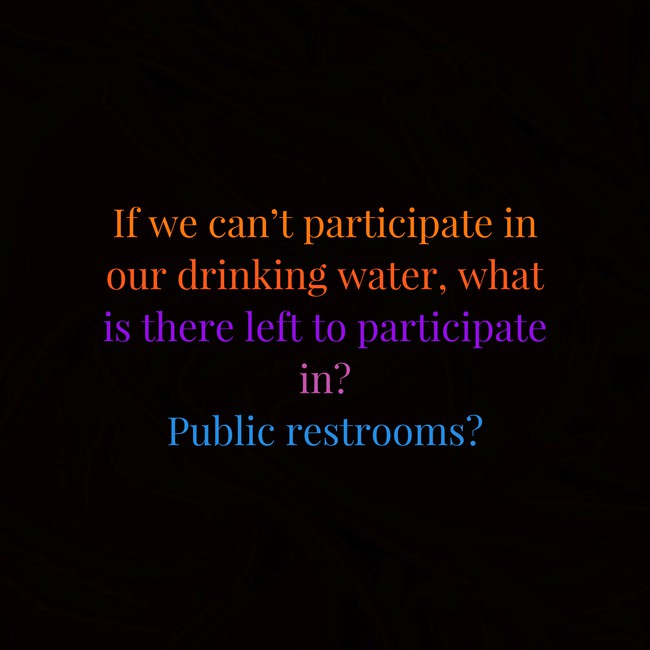 If we can’t participate in
our drinking water, what
is there left to participate
in?
Public restrooms?